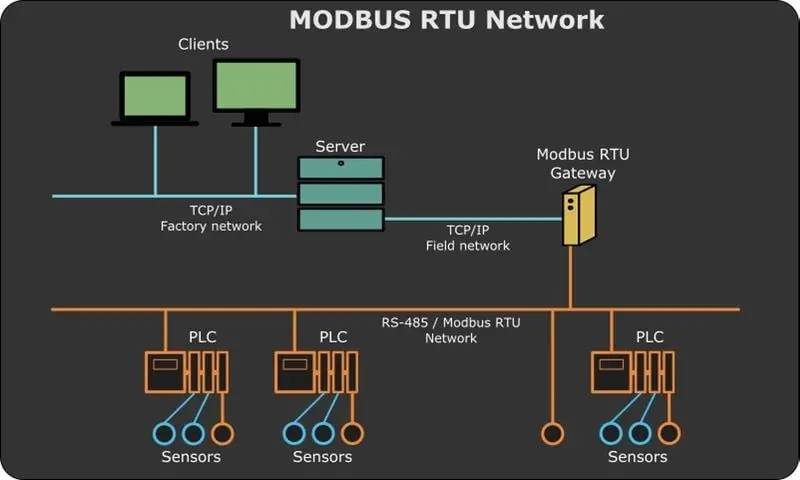 MODBUS RTU Network
Clients
Server
Modbus RTU
Gateway
TCP/IP
Factory network
TCP/IP
Field network
RS-485 / Modbus RTU
Network
PLC
PLC
PLC
Sensors
Sensors
Sensors